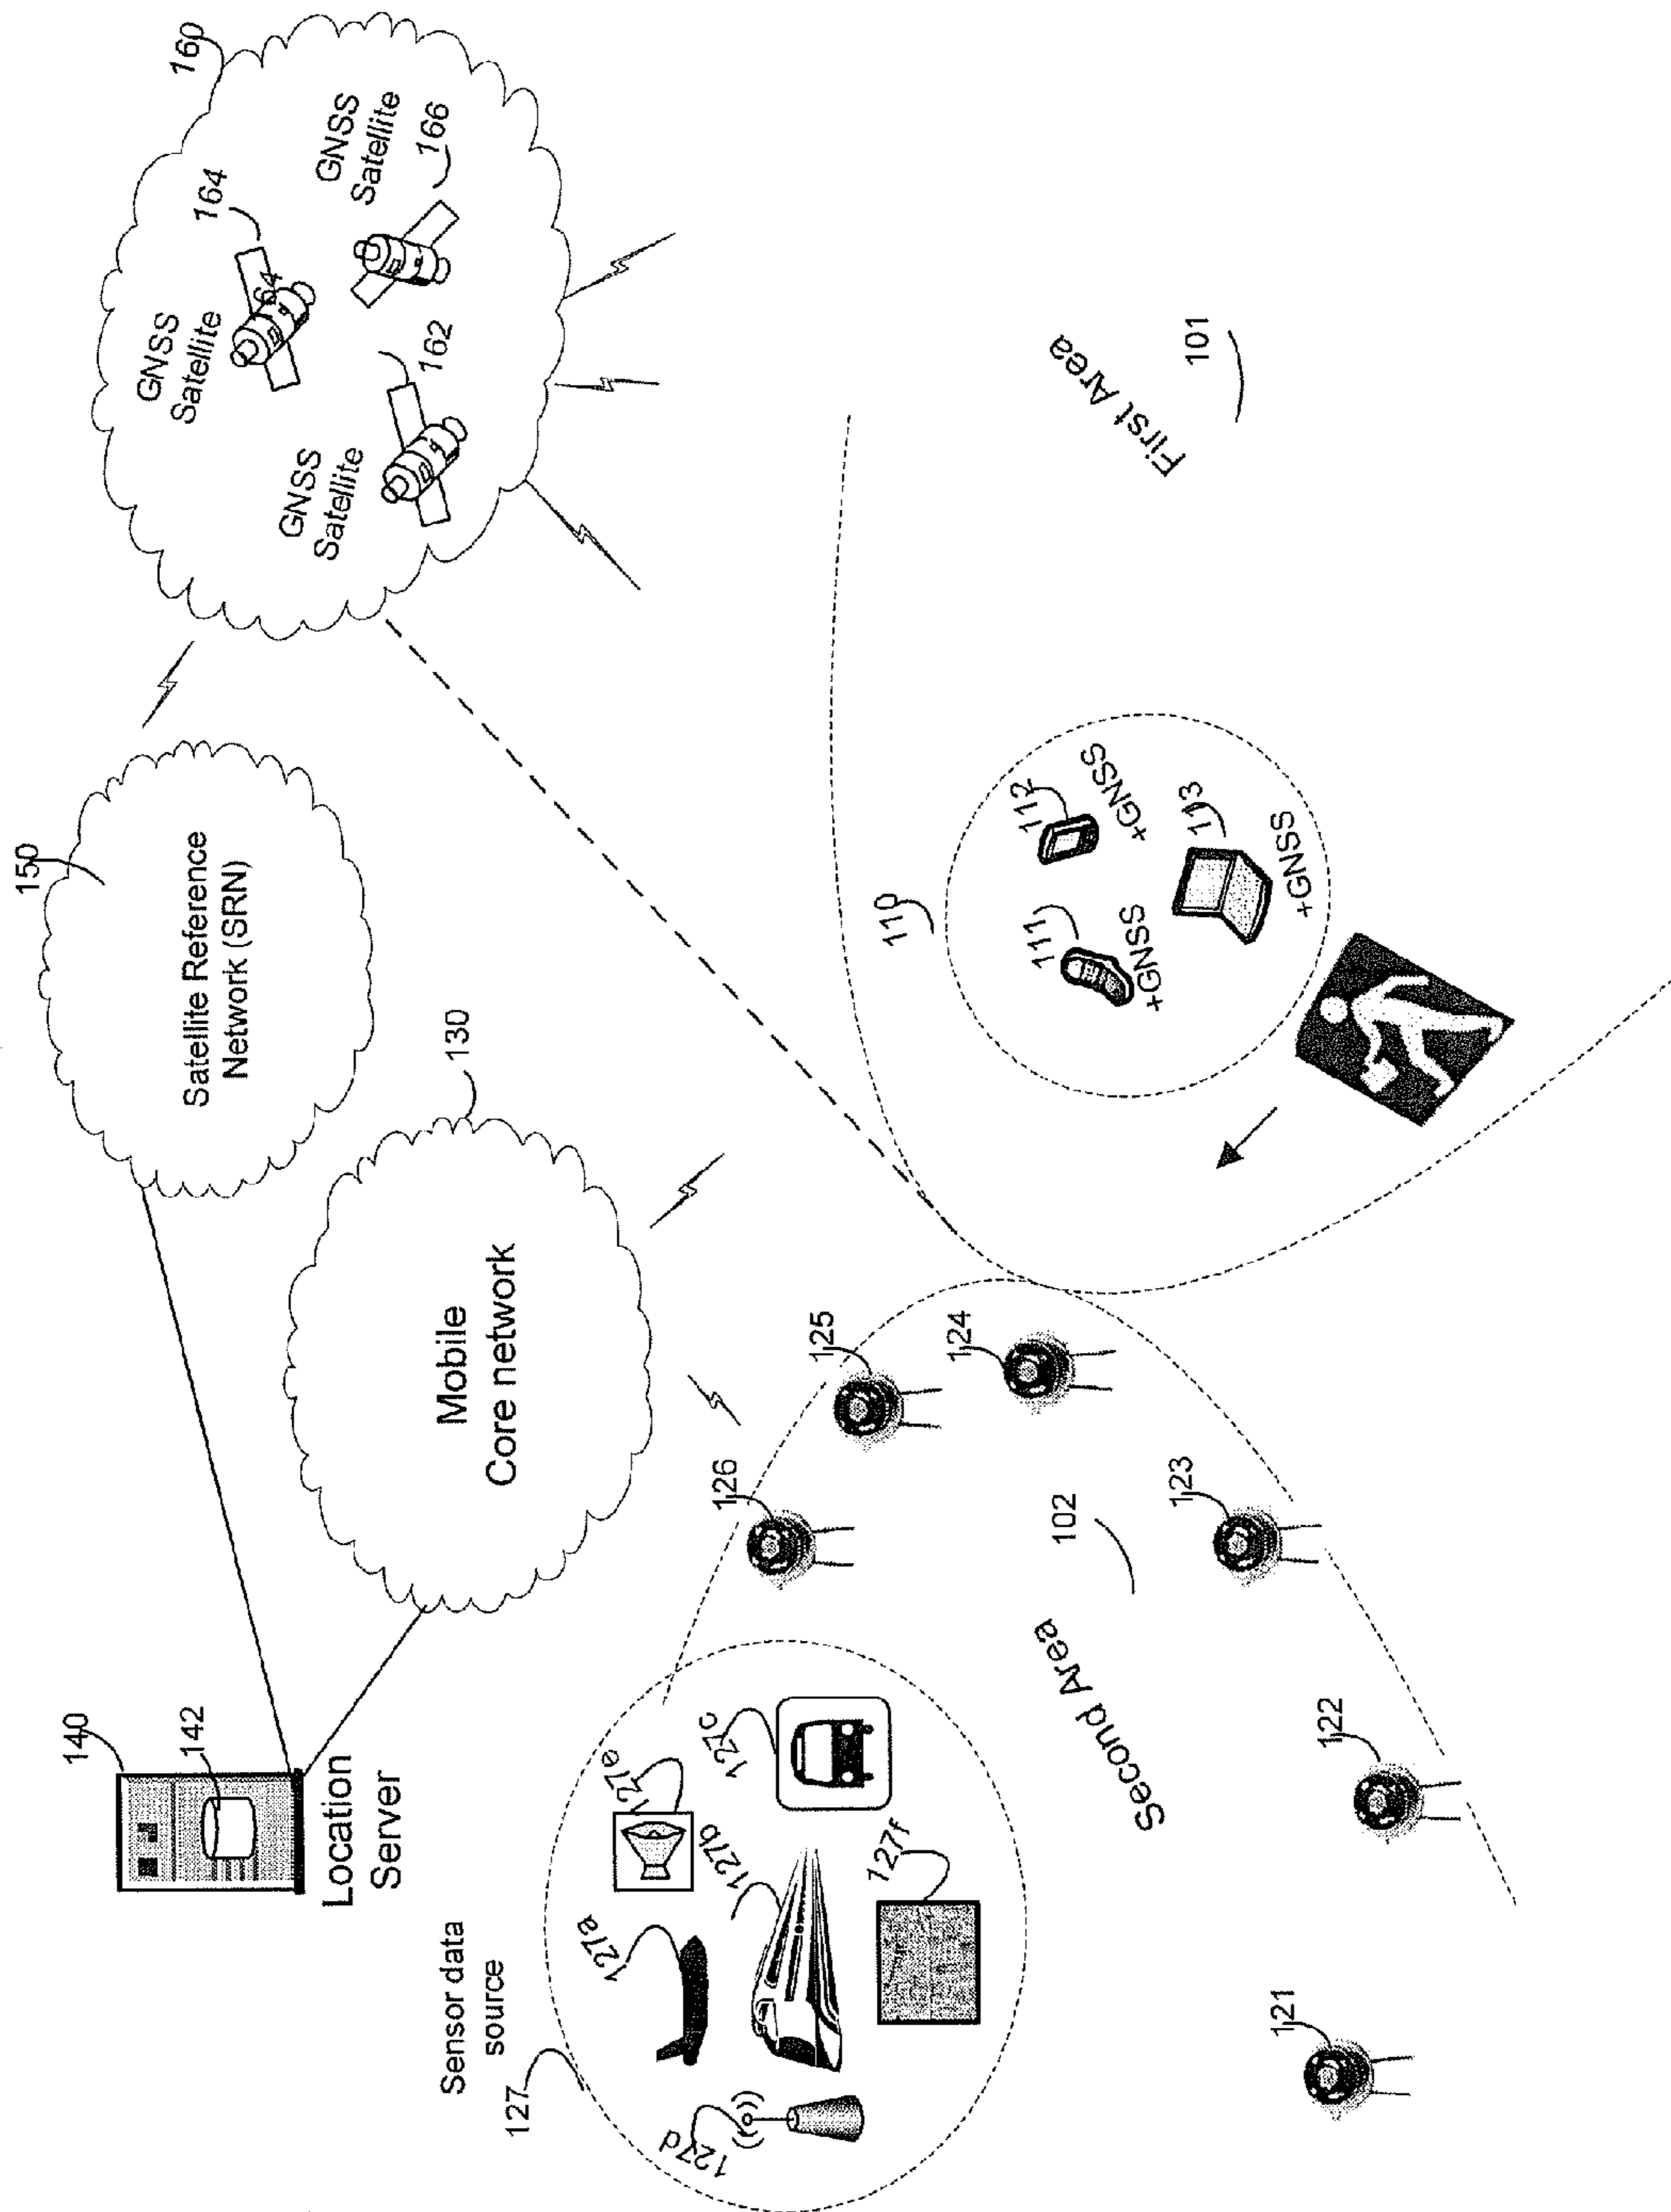 140
142
Location
Server
150
Satellite Reference
Network (SRN)
130
Mobile
Core network
160
GNSS
Satellite
164
64
GNSS
Satellite
166
GNSS
Satellite
162
Sensor data
source
127
127a
127b
127c
127d
127e
127f
126
125
124
123
122
121
102
Second Area
110
111
+GNSS
112
+GNSS
113
+GNSS
First Area
101